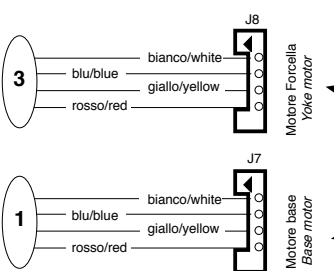 J8
3
bianco/white
blu/blue
giallo/yellow
rosso/red
Motore Forcella
Yoke motor
J7
1
bianco/white
blu/blue
giallo/yellow
rosso/red
Motore base
Base motor